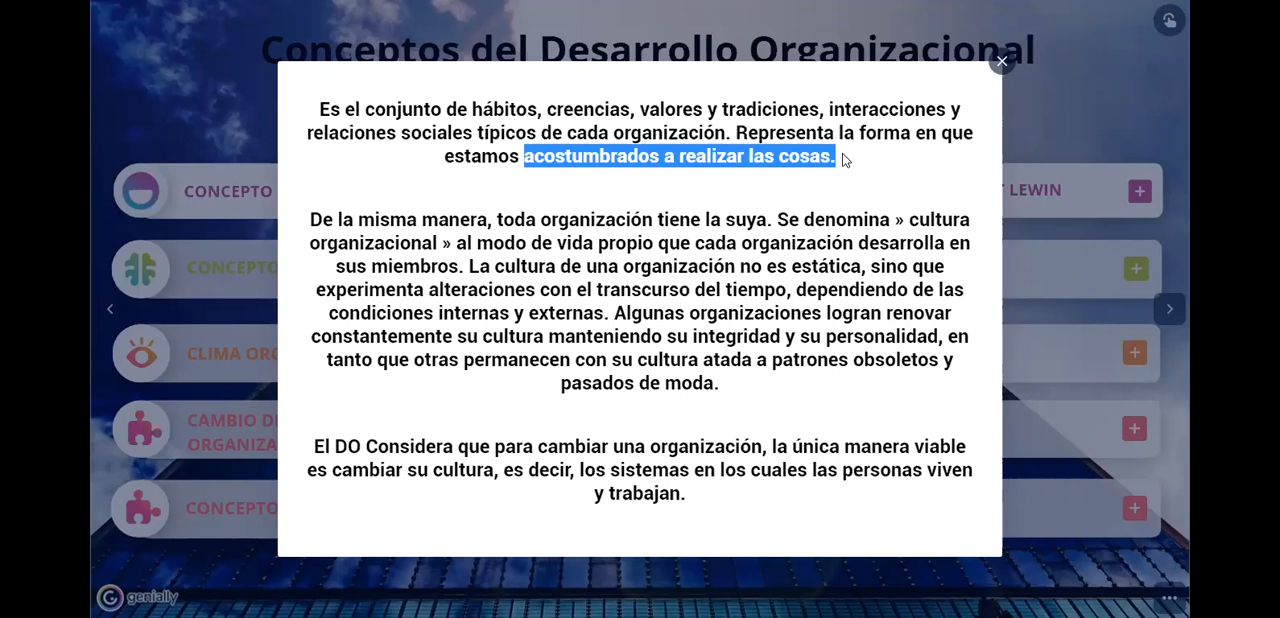 Conceptos del Desarrollo Organizacional
Es el conjunto de hábitos, creencias, valores y tradiciones, interacciones y
relaciones sociales típicos de cada organización. Representa la forma en que
estamos acostumbrados a realizar las cosas.
De la misma manera, toda organización tiene la suya. Se denomina » cultura
organizacional » al modo de vida propio que cada organización desarrolla en
sus miembros. La cultura de una organización no es estática, sino que
experimenta alteraciones con el transcurso del tiempo, dependiendo de las
condiciones internas y externas. Algunas organizaciones logran renovar
constantemente su cultura manteniendo su integridad y su personalidad, en
tanto que otras permanecen con su cultura atada a patrones obsoletos y
pasados de moda.
El DO Considera que para cambiar una organización, la única manera viable
es cambiar su cultura, es decir, los sistemas en los cuales las personas viven
y trabajan.
CONCEPTO
LEWIN
CONCEPTO
CLIMA
CAMBIO
CONCEPTO
genially